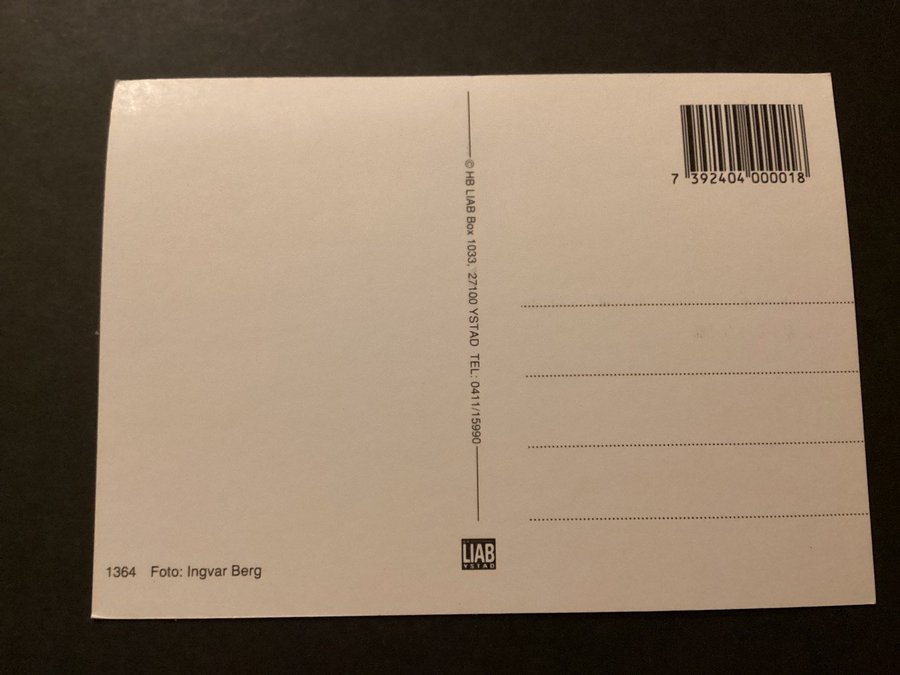 7 392404 000018
© HB LIAB Box 1033, 27100 YSTAD TEL: 0411/15990
LIAB
YSTAD
1364 Foto: Ingvar Berg